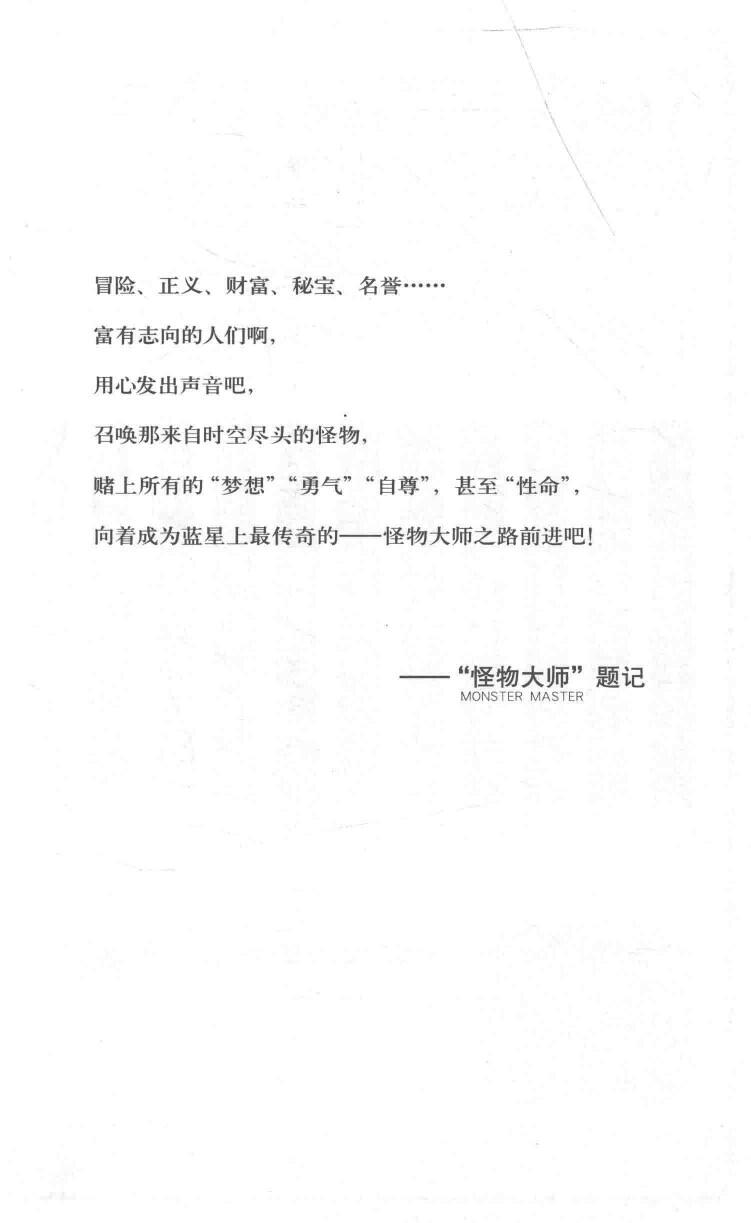 冒险、正义、财富、秘宝、名誉……
富有志向的人们啊，
用心发出声音吧，
召唤那来自时空尽头的怪物，
赌上所有的“梦想”“勇气”“自尊”，甚至“性命”，
向着成为蓝星上最传奇的——怪物大师之路前进吧！
——“怪物大师”题记
MONSTER MASTER